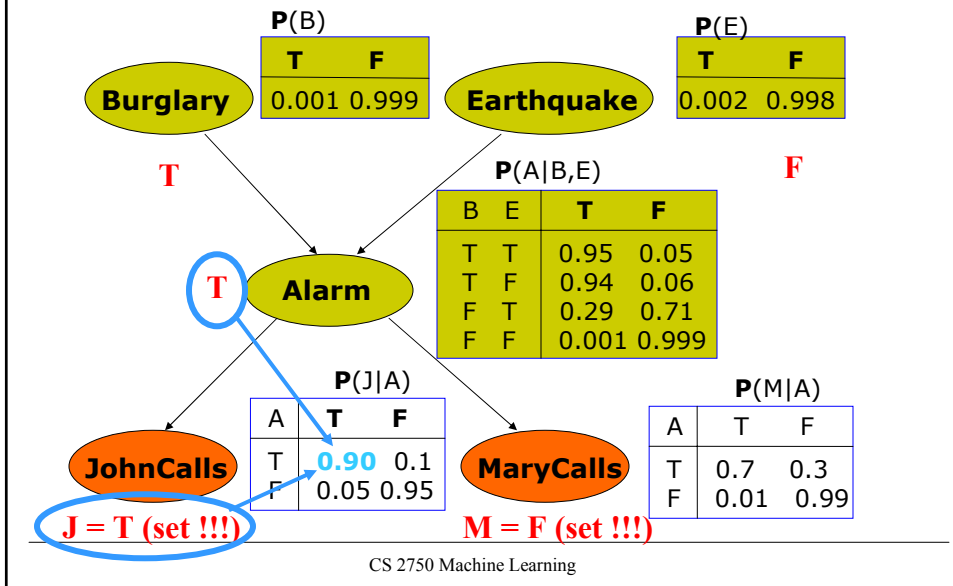 P(B)
T F
0.001 0.999
Burglary
T
P(E)
T F
0.002 0.998
Earthquake
F
P(A|B,E)
B E T F
T T 0.95 0.05
T F 0.94 0.06
F T 0.29 0.71
F F 0.001 0.999
T
Alarm
P(J|A)
A T F
T 0.90 0.1
F 0.05 0.95
JohnCalls
J = T (set !!!)
P(M|A)
A T F
T 0.7 0.3
F 0.01 0.99
MaryCalls
M = F (set !!!)
CS 2750 Machine Learning